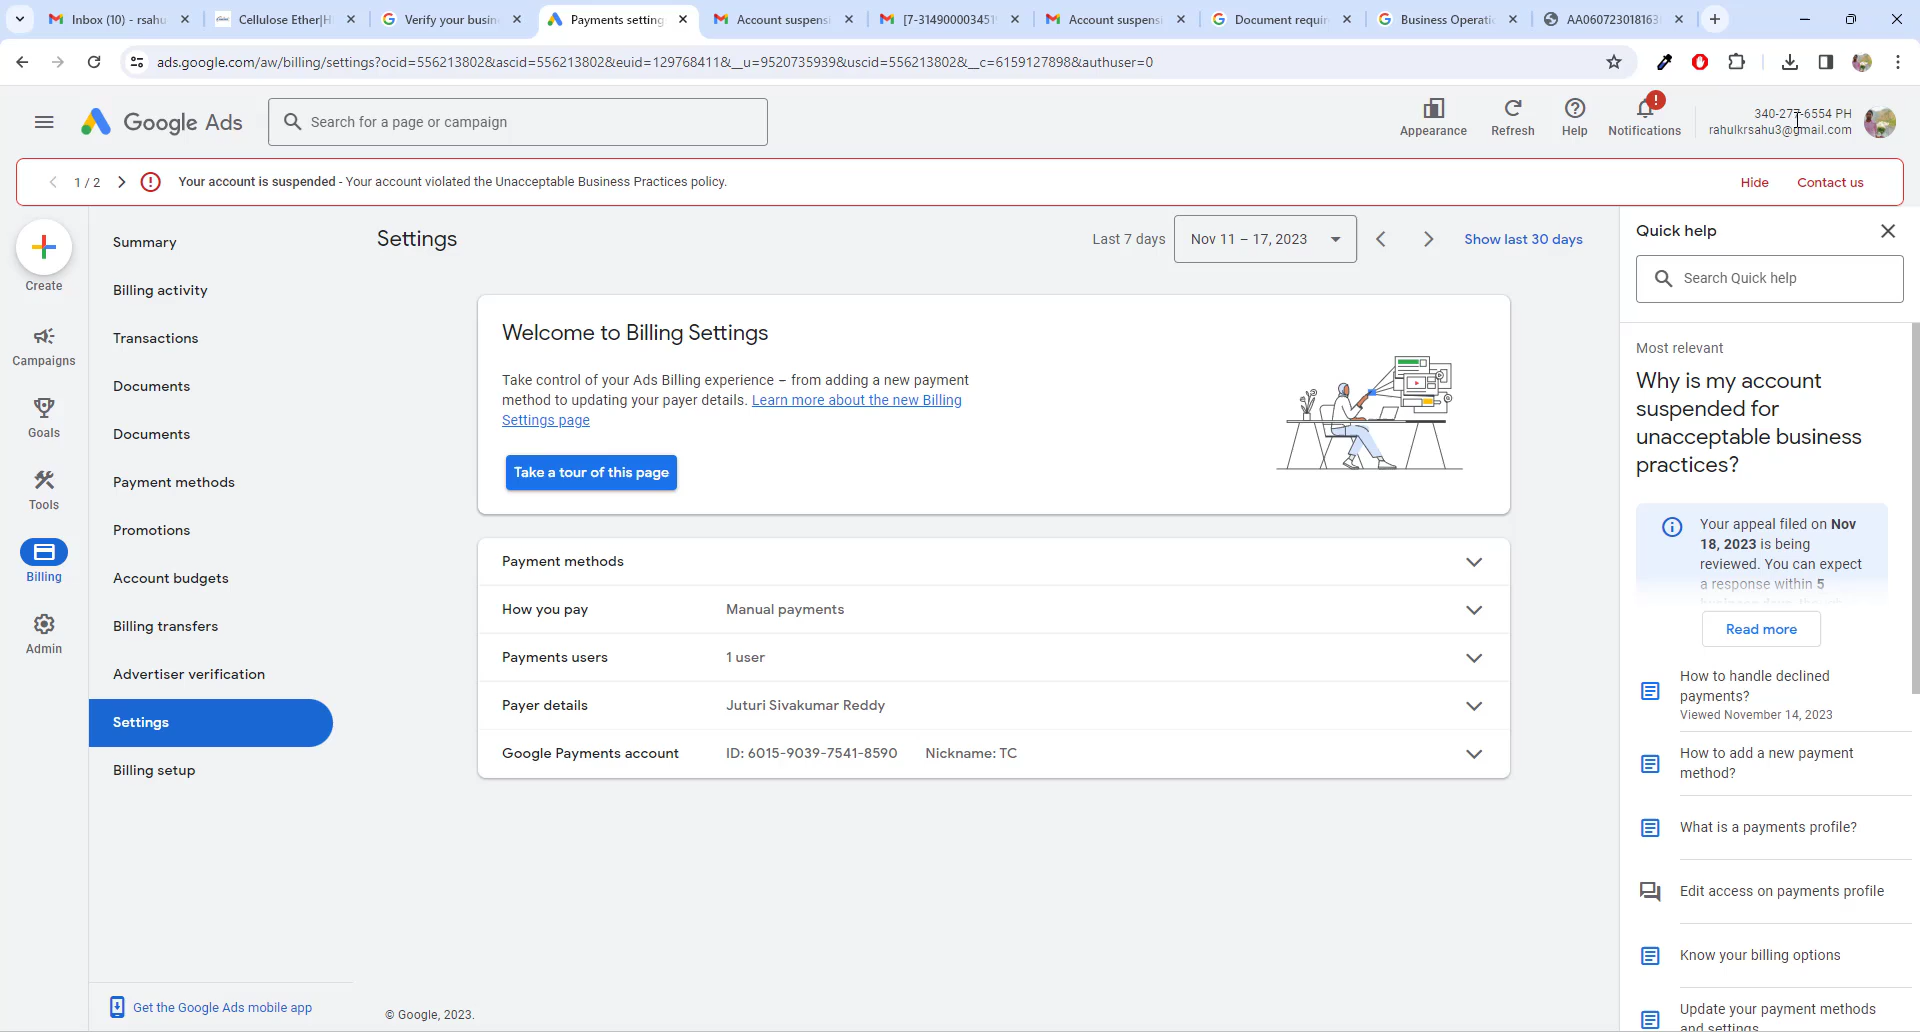 Inbox (10) - rsahu
Cellulose Ether|H
Verify your busin
Payments setting
Account suspensi
[7-3149000034519
Account suspensi
Document requir
Business Operati
AA060723018163
ads.google.com/aw/billing/settings?ocid=556213802&ascid=556213802&euid=129768411&__u=9520735939&uscid=556213802&__c=6159127898&authuser=0
Google Ads
Search for a page or campaign
Appearance
Refresh
Help
Notifications
340-277-6554 PH
rahulkrsahu3@gmail.com
1 / 2
Your account is suspended - Your account violated the Unacceptable Business Practices policy.
Hide
Contact us
Create
Campaigns
Goals
Tools
Billing
Admin
Summary
Billing activity
Transactions
Documents
Documents
Payment methods
Promotions
Account budgets
Billing transfers
Advertiser verification
Settings
Billing setup
Get the Google Ads mobile app
Settings
Last 7 days
Nov 11 – 17, 2023
Show last 30 days
Welcome to Billing Settings
Take control of your Ads Billing experience – from adding a new payment
method to updating your payer details. Learn more about the new Billing
Settings page
Take a tour of this page
Payment methods
How you pay Manual payments
Payments users 1 user
Payer details Juturi Sivakumar Reddy
Google Payments account ID: 6015-9039-7541-8590 Nickname: TC
© Google, 2023.
Quick help
Search Quick help
Most relevant
Why is my account
suspended for
unacceptable business
practices?
Your appeal filed on Nov
18, 2023 is being
reviewed. You can expect
a response within 5
Read more
How to handle declined
payments?
Viewed November 14, 2023
How to add a new payment
method?
What is a payments profile?
Edit access on payments profile
Know your billing options
Update your payment methods
and settings